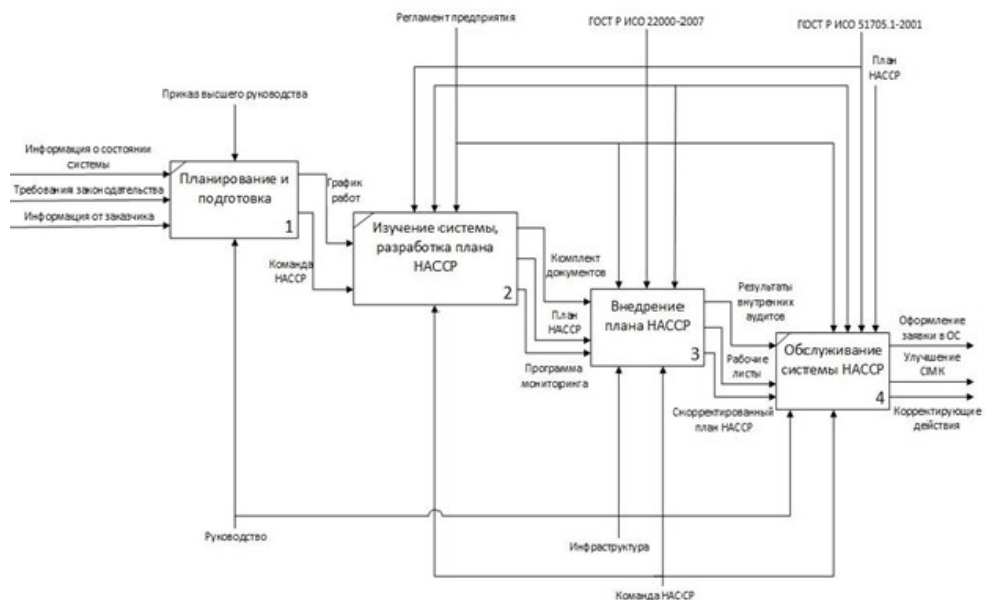 Регламент предприятия
ГОСТ Р ИСО 22000-2007
ГОСТ Р ИСО 51705.1-2001
План
НАССР
Приказ высшего руководства
Информация о состоянии
системы
Требования законодательства
Информация от заказчика
Планирование и
подготовка
1
График
работ
Команда
НАССР
Изучение системы,
разработка плана
НАССР
2
Комплект
документов
План
НАССР
Программа
мониторинга
Внедрение
плана НАССР
3
Результаты
внутренних
аудитов
Рабочие
листы
Скорректированный
план НАССР
Обслуживание
системы НАССР
4
Оформление
заявки в ОС
Улучшение
СМК
Корректирующие
действия
Руководство
Инфраструктура
Команда НАССР